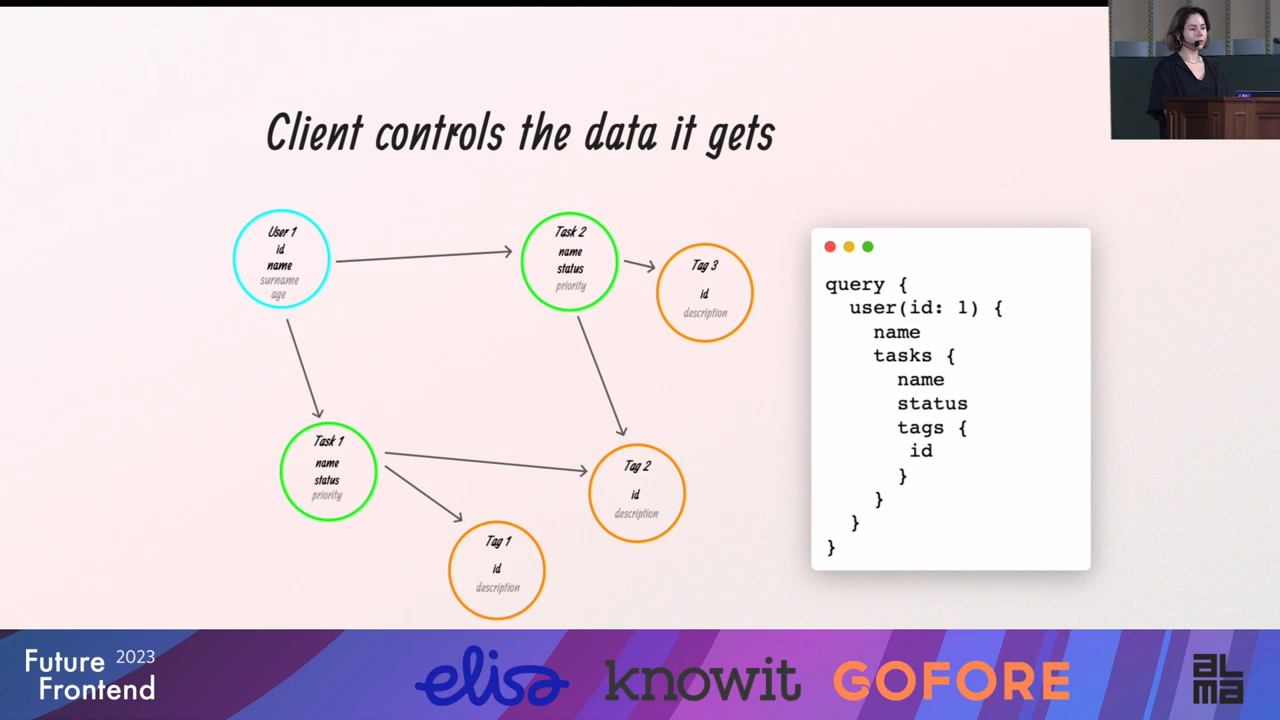 Client controls the data it gets
User 1
id
name
surname
age
Task 2
name
status
priority
Tag 3
id
description
Task 1
name
status
priority
Tag 2
id
description
Tag 1
id
description
query {
user(id: 1) {
name
tasks {
name
status
tags {
id
}
}
}
}
Future 2023
Frontend
elisa
knowit
GOFORE
aL
ma